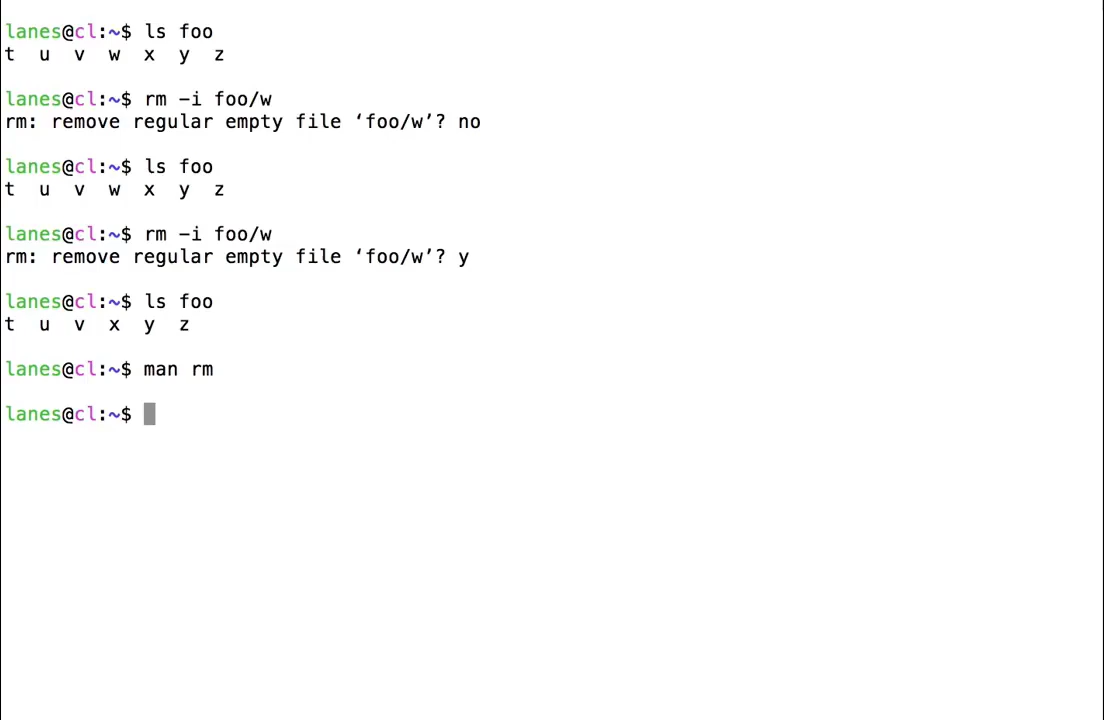 lanes@cl:~$ ls foo
t  u  v  w  x  y  z
lanes@cl:~$ rm -i foo/w
rm: remove regular empty file ‘foo/w’? no
lanes@cl:~$ ls foo
t  u  v  w  x  y  z
lanes@cl:~$ rm -i foo/w
rm: remove regular empty file ‘foo/w’? y
lanes@cl:~$ ls foo
t  u  v  x  y  z
lanes@cl:~$ man rm
lanes@cl:~$